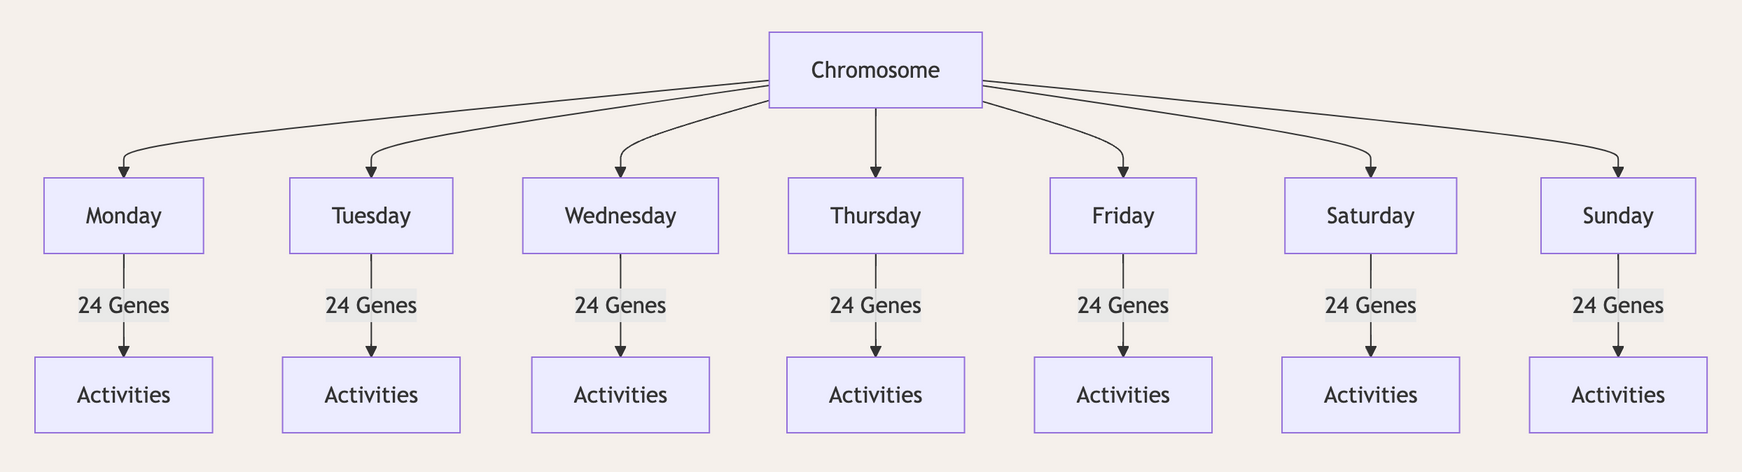 Chromosome
Monday
Tuesday
Wednesday
Thursday
Friday
Saturday
Sunday
24 Genes
24 Genes
24 Genes
24 Genes
24 Genes
24 Genes
24 Genes
Activities
Activities
Activities
Activities
Activities
Activities
Activities